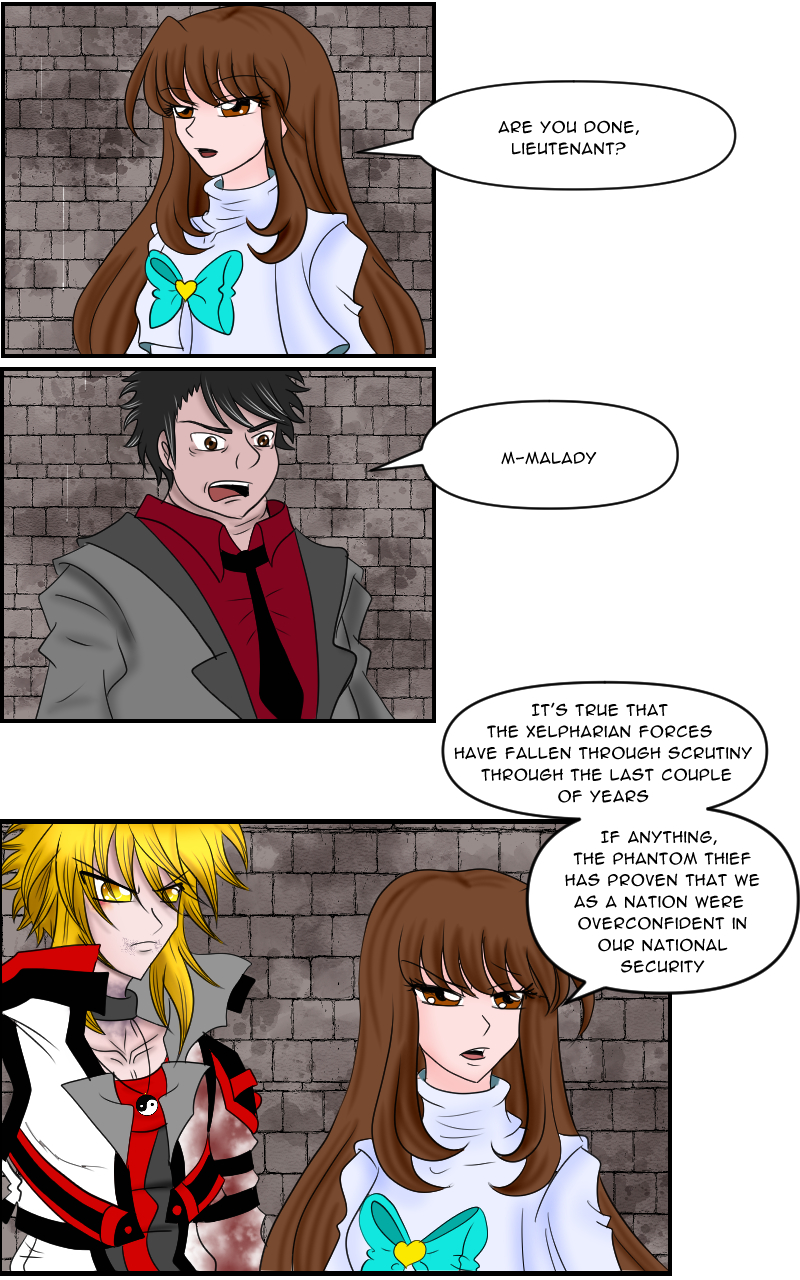 ARE YOU DONE,
LIEUTENANT?
M-MALADY
IT'S TRUE THAT
THE XELPHARIAN FORCES
HAVE FALLEN THROUGH SCRUTINY
THROUGH THE LAST COUPLE
OF YEARS
IF ANYTHING,
THE PHANTOM THIEF
HAS PROVEN THAT WE
AS A NATION WERE
OVERCONFIDENT IN
OUR NATIONAL
SECURITY